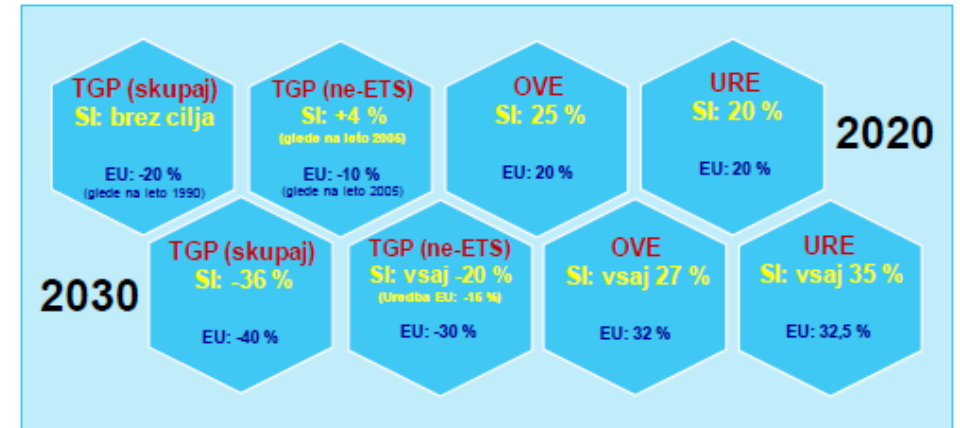 TGP (skupaj)
SI: brez cilja
EU: -20 %
(glede na leto 1990)
TGP (ne-ETS)
SI: +4 %
(glede na leto 2005)
EU: -10 %
(glede na leto 2005)
OVE
SI: 25 %
EU: 20 %
URE
SI: 20 %
EU: 20 %
2020
2030
TGP (skupaj)
SI: -36 %
EU: -40 %
TGP (ne-ETS)
SI: vsaj -20 %
(Uredba EU: -15 %)
EU: -30 %
OVE
SI: vsaj 27 %
EU: 32 %
URE
SI: vsaj 35 %
EU: 32,5 %